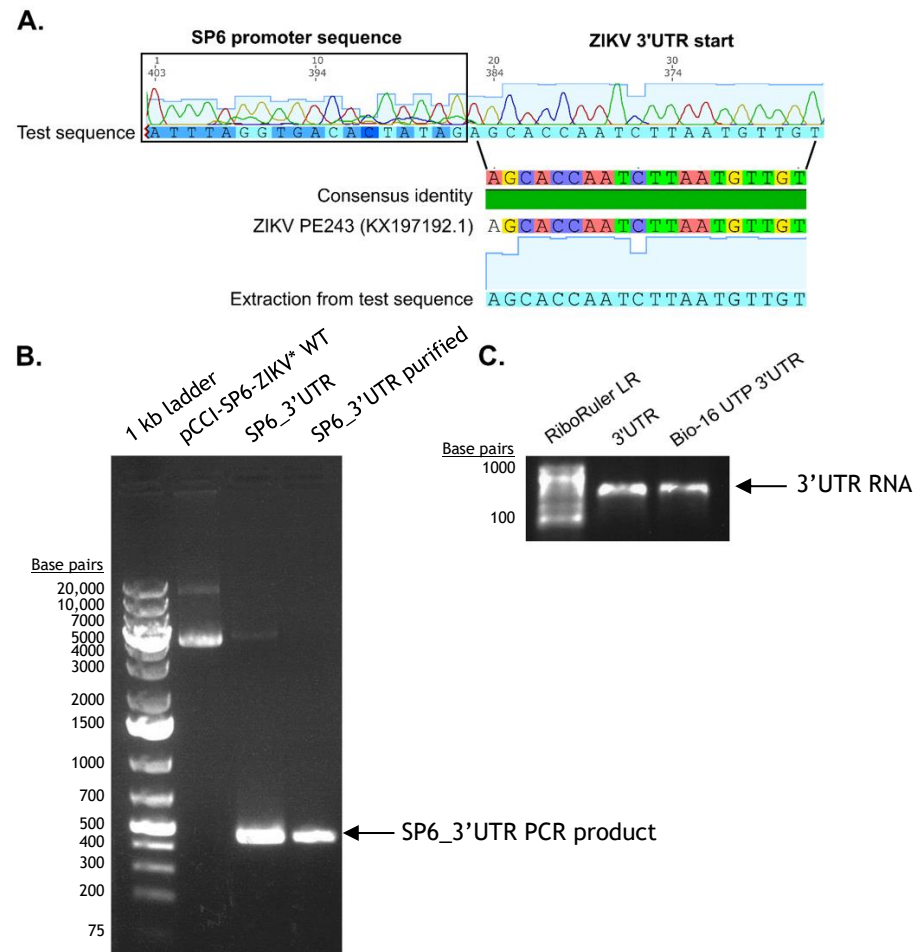 A.
SP6 promoter sequence
ZIKV 3'UTR start
1 10 20 30
403 394 384 374
Test sequence ATTTAGGTGACACTATAGAGCACCAATCTTAATGTTGT
AGCACCAATCTTAATGTTGT
Consensus identity
ZIKV PE243 (KX197192.1) AGCACCAATCTTAATGTTGT
Extraction from test sequence AGCACCAATCTTAATGTTGT
B.
1 kb ladder
pCCI-SP6-ZIKV* WT
SP6_3’UTR
SP6_3’UTR purified
Base pairs
20,000
10,000
7000
5000
4000
3000
2000
1500
1000
700
500
400
300
200
75
SP6_3’UTR PCR product
C.
RiboRuler LR
3'UTR
Bio-16 UTP 3'UTR
Base pairs
1000
100
3’UTR RNA